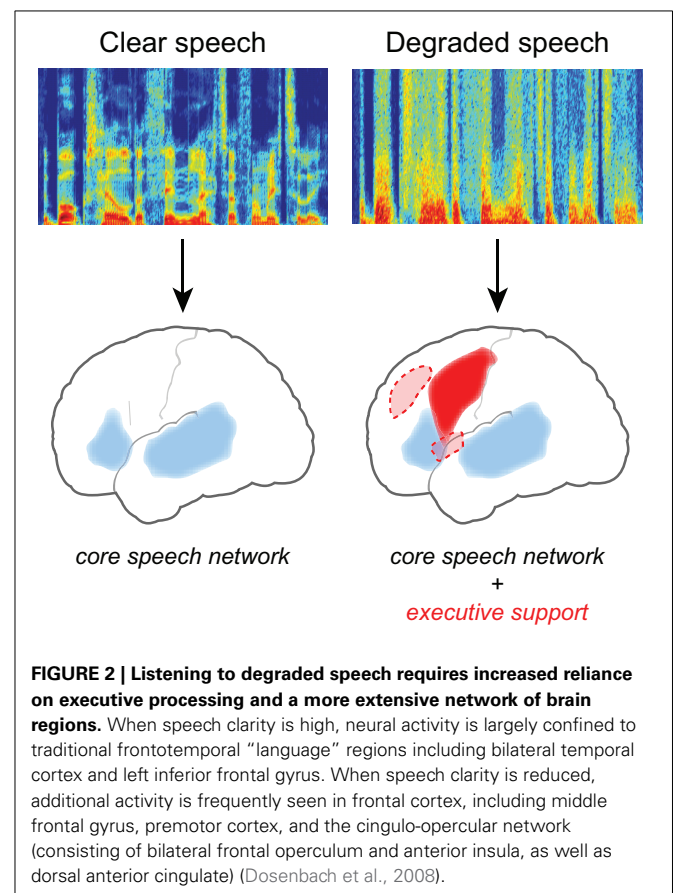 Clear speech
Degraded speech
core speech network
core speech network
+
executive support
FIGURE 2 | Listening to degraded speech requires increased reliance
on executive processing and a more extensive network of brain
regions. When speech clarity is high, neural activity is largely confined to
traditional frontotemporal “language” regions including bilateral temporal
cortex and left inferior frontal gyrus. When speech clarity is reduced,
additional activity is frequently seen in frontal cortex, including middle
frontal gyrus, premotor cortex, and the cingulo-opercular network
(consisting of bilateral frontal operculum and anterior insula, as well as
dorsal anterior cingulate) (Dosenbach et al., 2008).